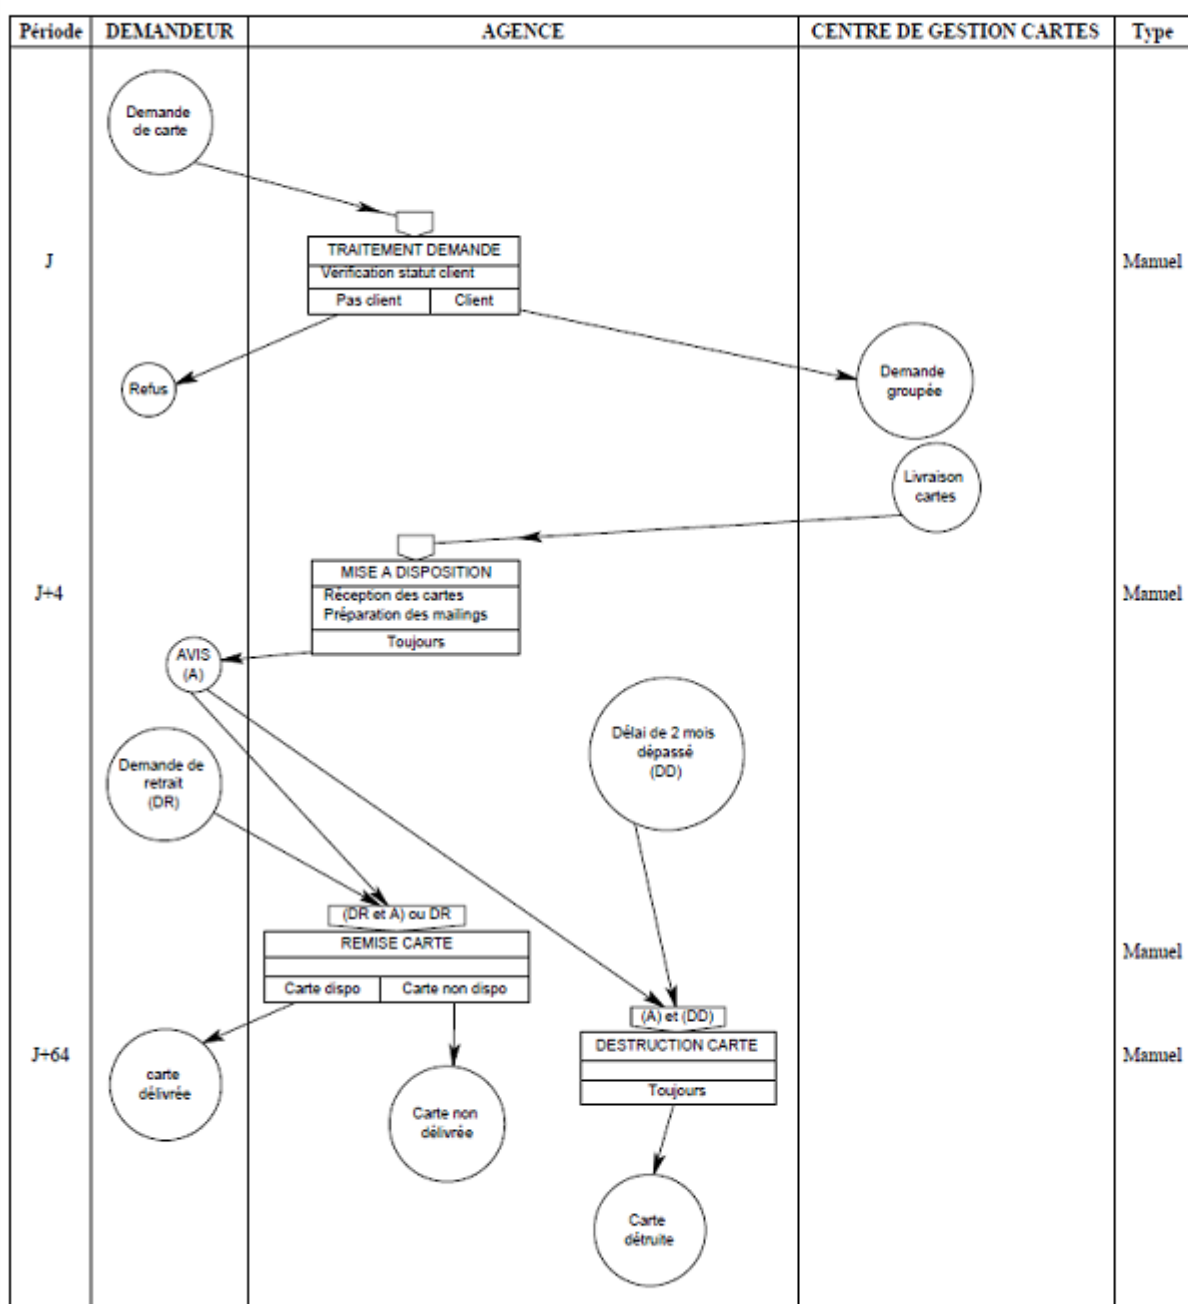 Période DEMANDEUR AGENCE CENTRE DE GESTION CARTES Type
Demande
de carte
TRAITEMENT DEMANDE
J
Verification statut client
Manuel
Pas client Client
Refus
Demande
groupée
Livraison
cartes
MISE A DISPOSITION
J+4
Réception des cartes
Préparation des mailings
Manuel
Toujours
AVIS
(A)
Délai de 2 mois
dépassé
(DD)
Demande de
retrait
(DR)
(DR et A) ou DR
REMISE CARTE
Manuel
Carte dispo Carte non dispo
(A) et (DD)
J+64
DESTRUCTION CARTE
Manuel
Toujours
carte
délivrée
Carte non
délivrée
Carte
détruite